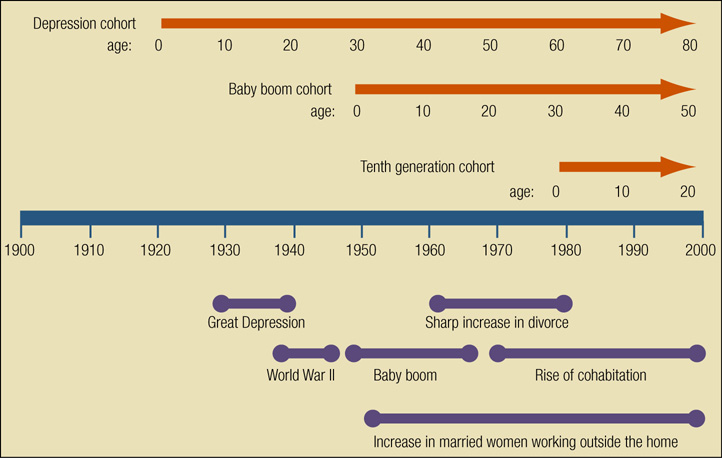 Depression cohort
age: 0 10 20 30 40 50 60 70 80
Baby boom cohort
age: 0 10 20 30 40 50
Tenth generation cohort
age: 0 10 20
1900 1910 1920 1930 1940 1950 1960 1970 1980 1990 2000
Great Depression Sharp increase in divorce
World War II Baby boom Rise of cohabitation
Increase in married women working outside the home